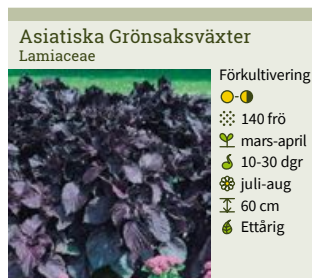 Asiatiska Grönsaksväxter
Lamiaceae
Förkultivering
140 frö
mars-april
10-30 dgr
juli-aug
60 cm
Ettårig